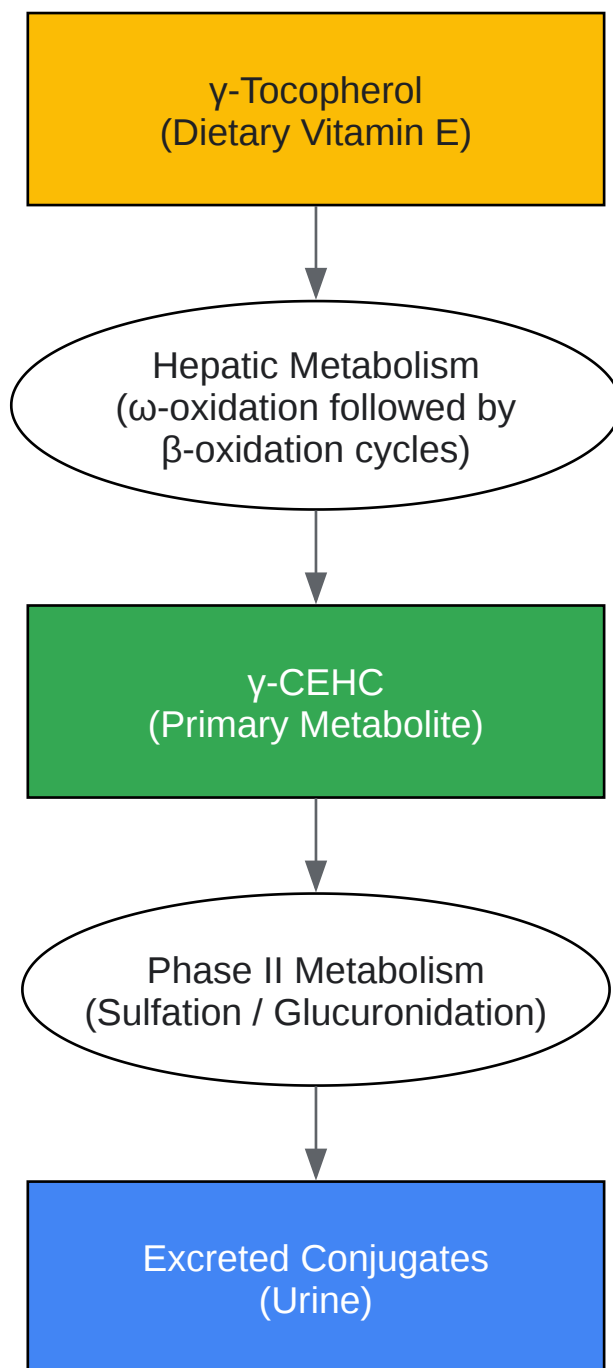 γ-Tocopherol
(Dietary Vitamin E)
Hepatic Metabolism
(ω-oxidation followed by
β-oxidation cycles)
γ-CEHC
(Primary Metabolite)
Phase II Metabolism
(Sulfation / Glucuronidation)
Excreted Conjugates
(Urine)